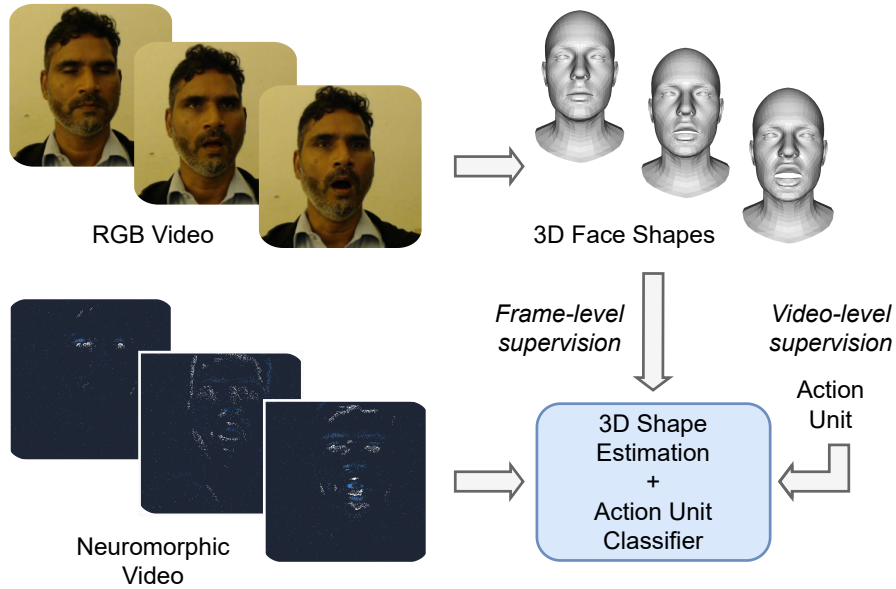 RGB Video
3D Face Shapes
Frame-level
supervision
Video-level
supervision
Action
Unit
3D Shape
Estimation
+
Action Unit
Classifier
Neuromorphic
Video